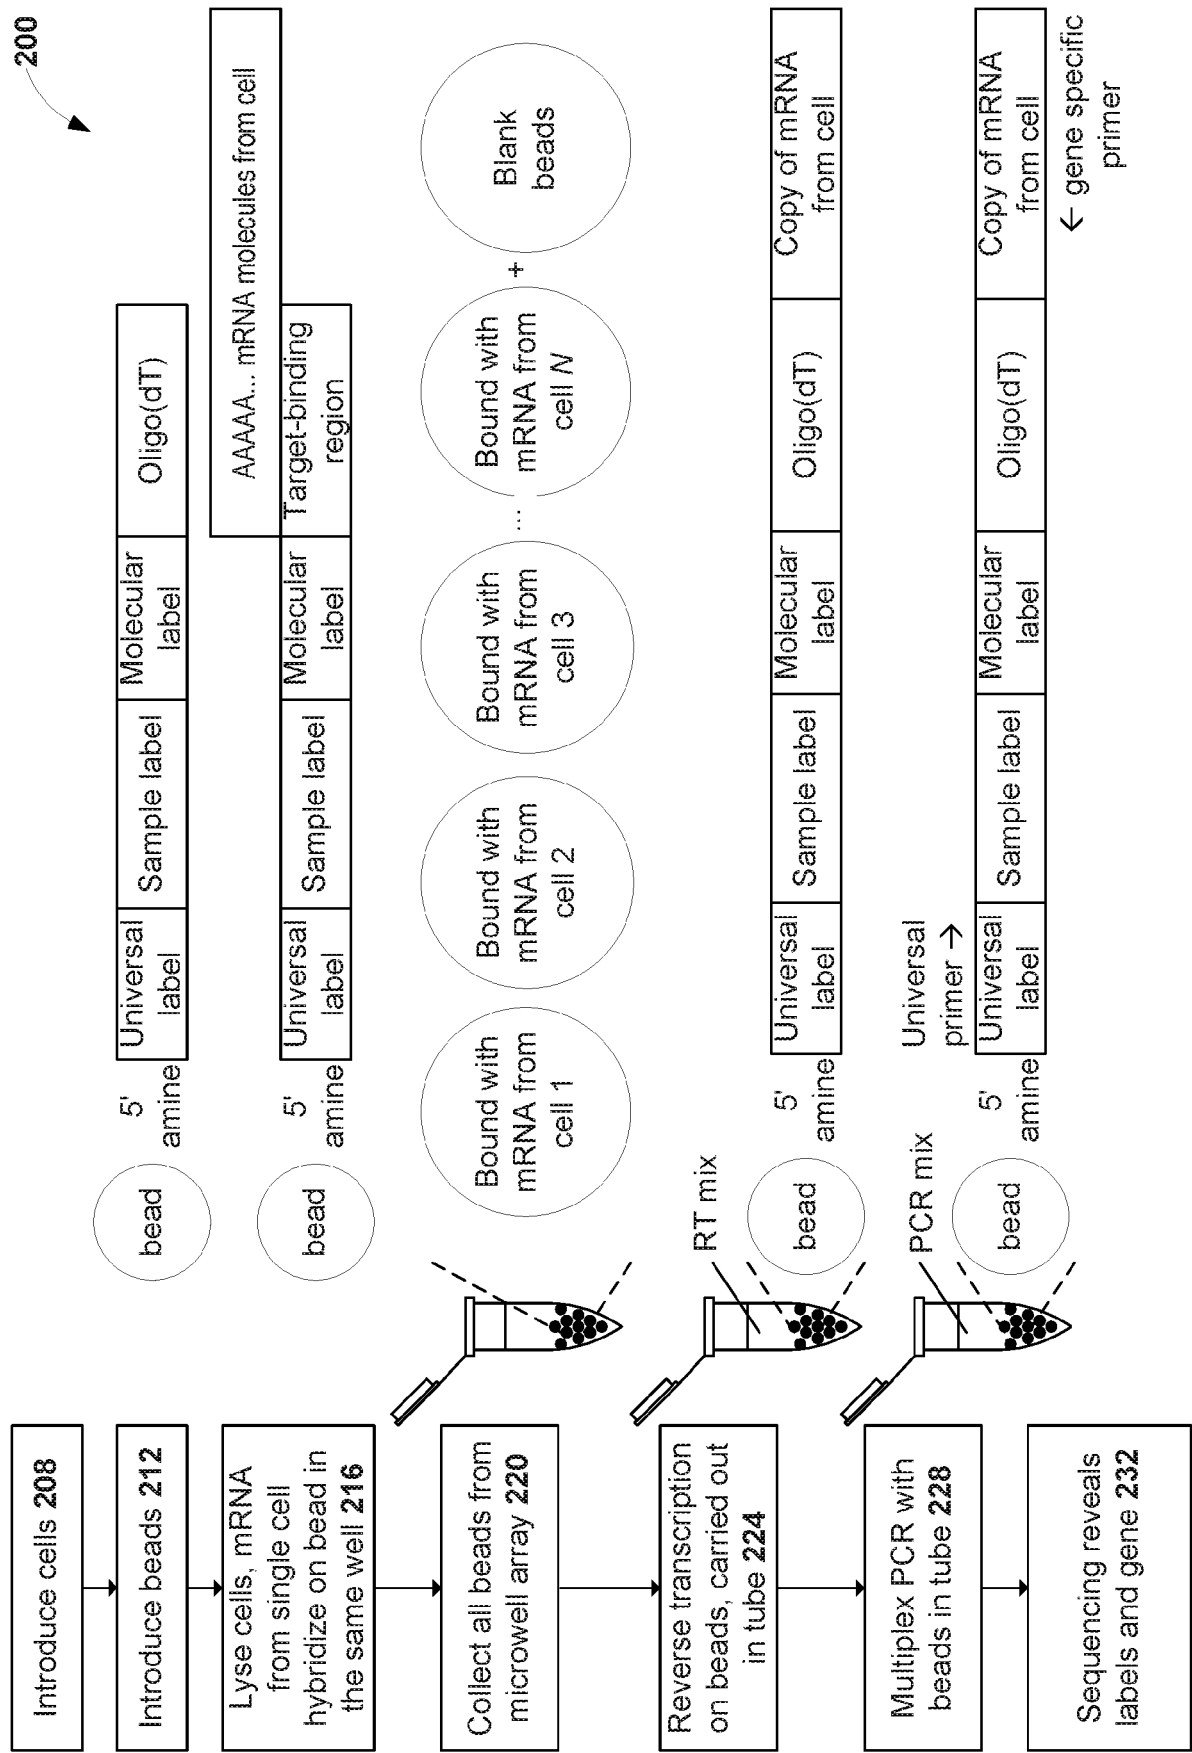 200
Introduce cells 208
Introduce beads 212
bead
5'
amine
Universal
label
Sample label
Molecular
label
Oligo(dT)
Lyse cells, mRNA
from single cell
hybridize on bead in
the same well 216
bead
5'
amine
Universal
label
Sample label
Molecular
label
Target-binding
region
AAAAA... mRNA molecules from cell
Collect all beads from
microwell array 220
Bound with
mRNA from
cell 1
Bound with
mRNA from
cell 2
Bound with
mRNA from
cell 3
...
Bound with
mRNA from
cell N
+
Blank
beads
Reverse transcription
on beads, carried out
in tube 224
RT mix
bead
5'
amine
Universal
label
Sample label
Molecular
label
Oligo(dT)
Copy of mRNA
from cell
Multiplex PCR with
beads in tube 228
PCR mix
bead
5'
amine
Universal
primer →
Universal
label
Sample label
Molecular
label
Oligo(dT)
Copy of mRNA
from cell
← gene specific
primer
Sequencing reveals
labels and gene 232